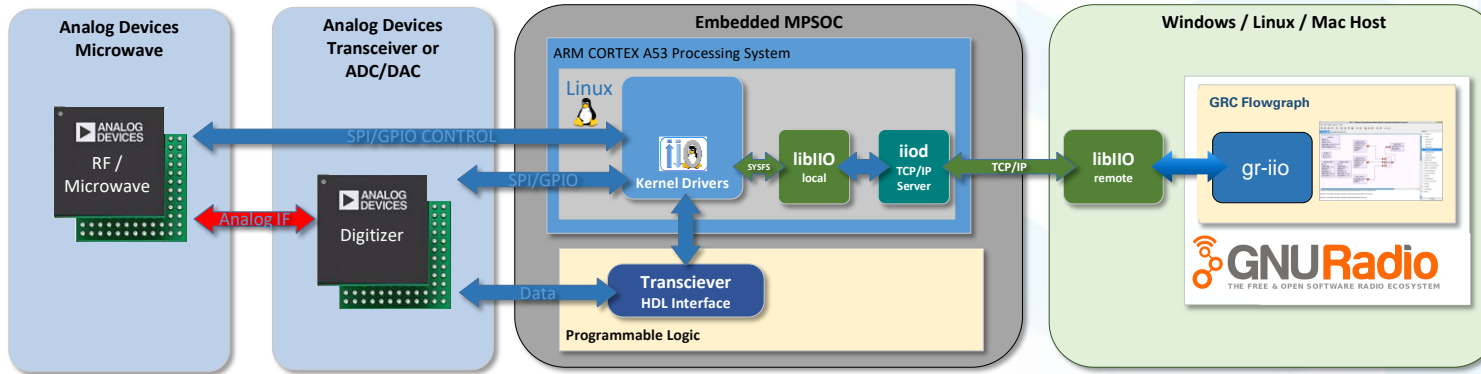 Analog Devices
Microwave
ANALOG
DEVICES
RF /
Microwave
Analog Devices
Transceiver or
ADC/DAC
SPI/GPIO CONTROL
SPI/GPIO
Analog IF
ANALOG
DEVICES
Digitizer
Data
Embedded MPSOC
ARM CORTEX A53 Processing System
Linux
iio
Kernel Drivers
SYSFS
libIIO
local
iiod
TCP/IP
Server
Transciever
HDL Interface
Programmable Logic
TCP/IP
Windows / Linux / Mac Host
libIIO
remote
GRC Flowgraph
gr-iio
GNURadio
THE FREE & OPEN SOFTWARE RADIO ECOSYSTEM